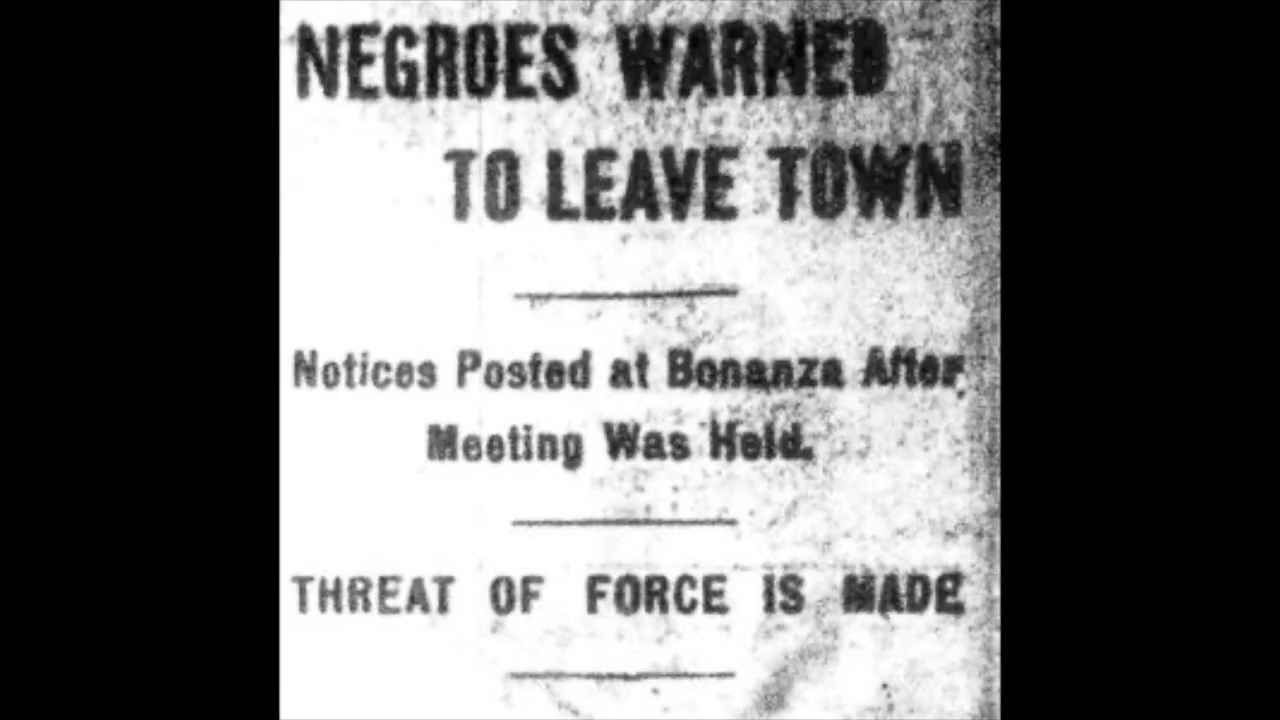 NEGROES WARNED
TO LEAVE TOWN
Notices Posted at Bonanza After
Meeting Was Held.
THREAT OF FORCE IS MADE